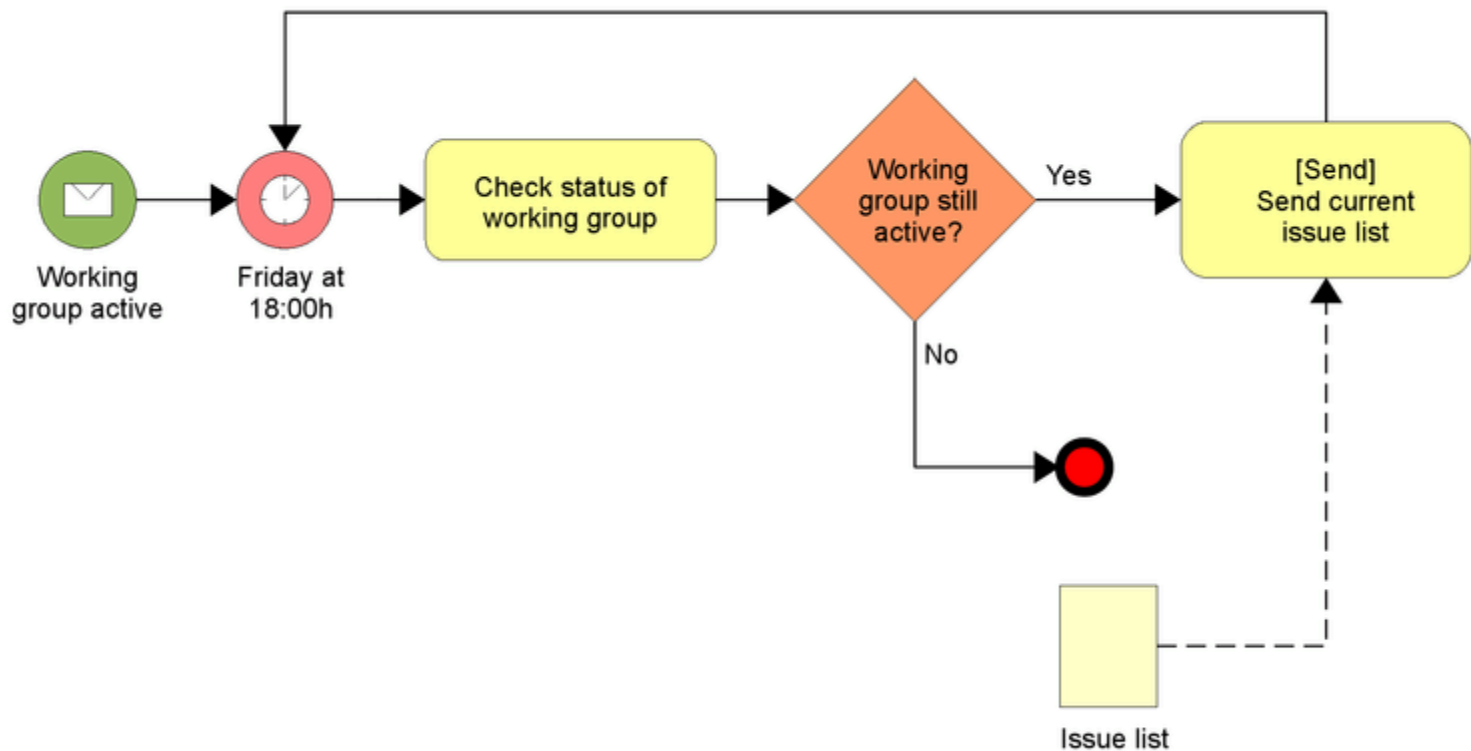 Working
group active
Friday at
18:00h
Check status of
working group
Working
group still
active?
Yes
[Send]
Send current
issue list
No
Issue list